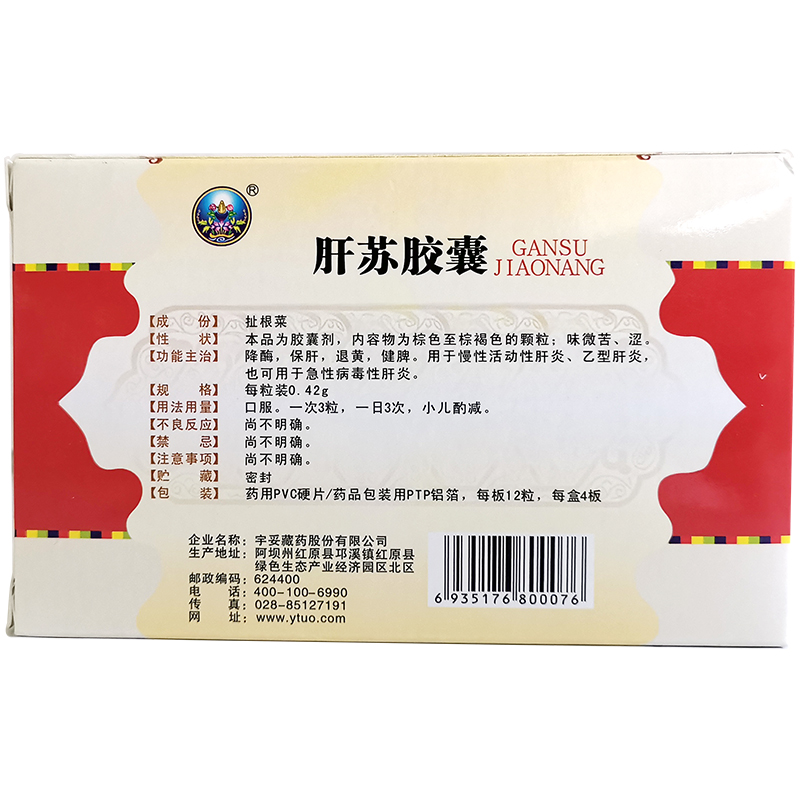 ®
肝苏胶囊 GANSU JIAONANG
【成份】 扯根菜
【性状】 本品为胶囊剂，内容物为棕色至棕褐色的颗粒；味微苦、涩。
【功能主治】 降酶，保肝，退黄，健脾。用于慢性活动性肝炎、乙型肝炎，
也可用于急性病毒性肝炎。
【规格】 每粒装0.42g
【用法用量】 口服。一次3粒，一日3次，小儿酌减。
【不良反应】 尚不明确。
【禁忌】 尚不明确。
【注意事项】 尚不明确。
【贮藏】 密封
【包装】 药用PVC硬片/药品包装用PTP铝箔，每板12粒，每盒4板
企业名称：宇妥藏药股份有限公司
生产地址：阿坝州红原县邛溪镇红原县
绿色生态产业经济园区北区
邮政编码：624400
电话：400-100-6990
传真：028-85127191
网址：www.ytuo.com
6 935176 800076